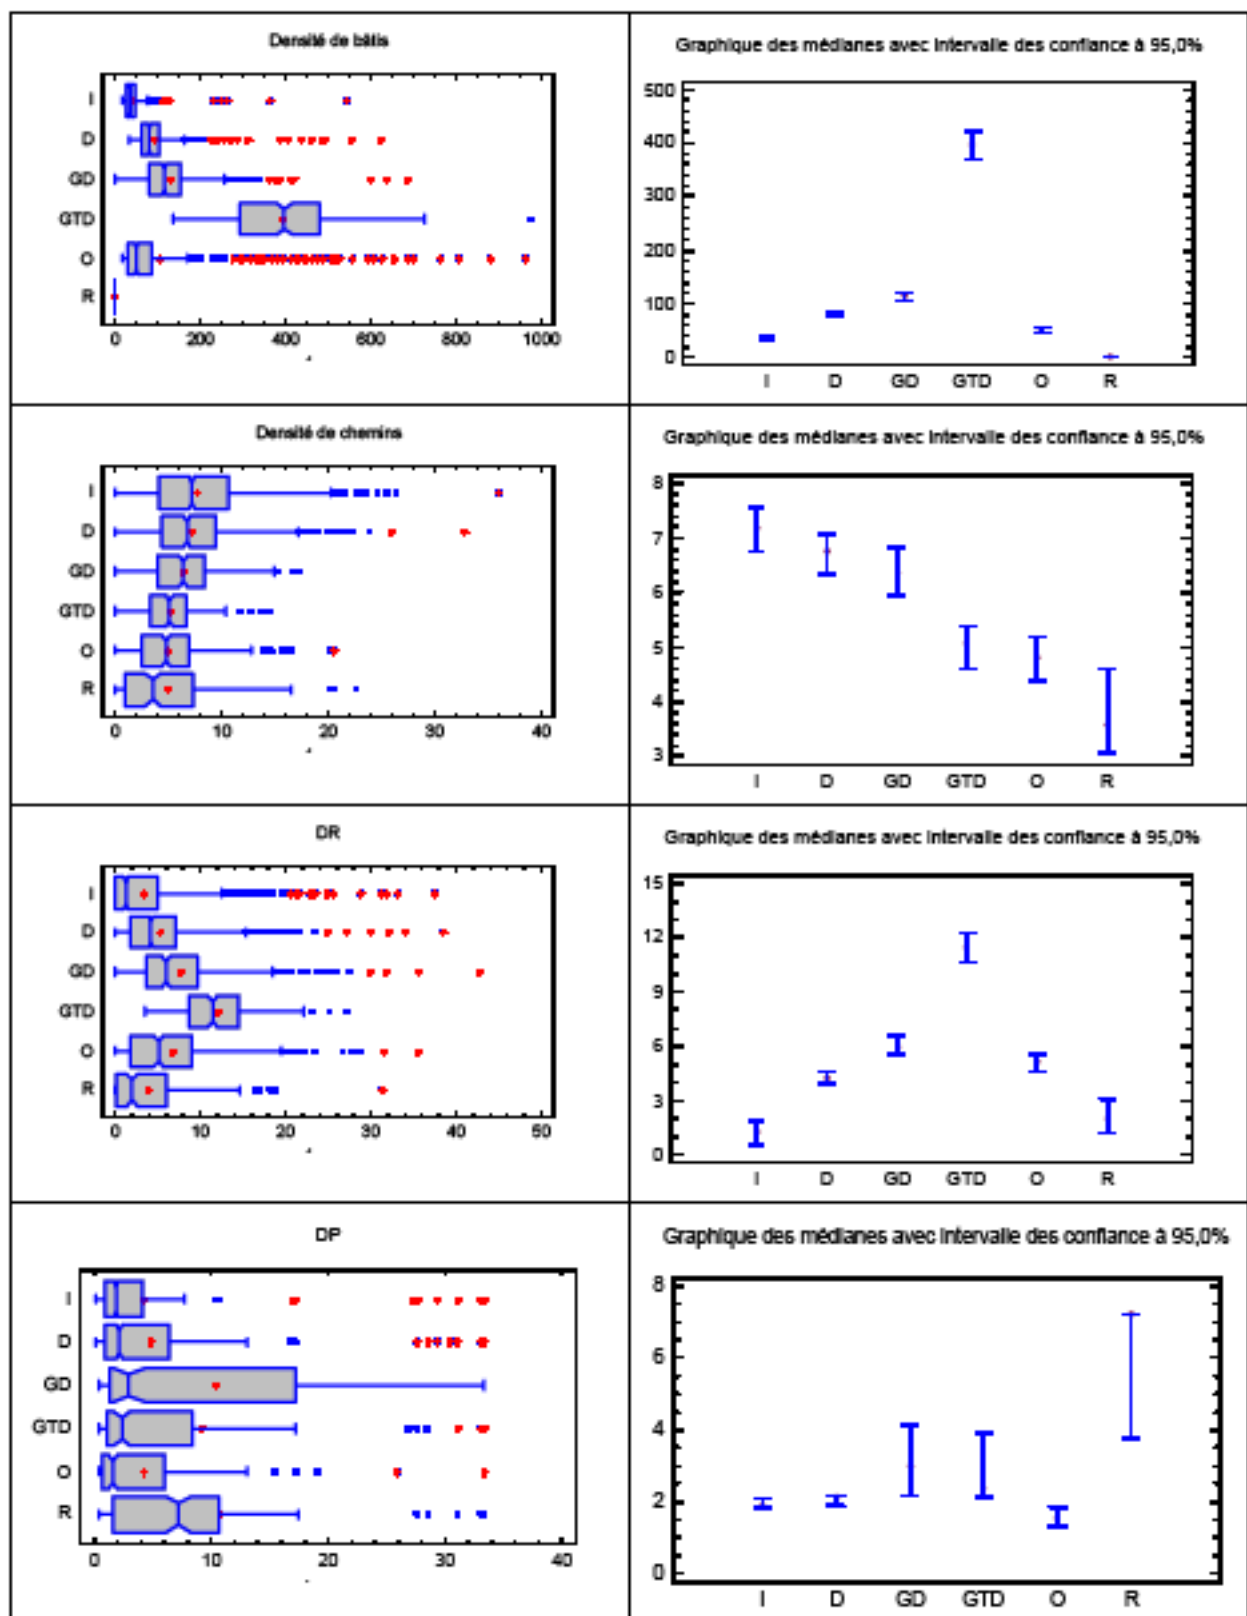 Densité de bâtis
I
D
GD
GTD
O
R
0 200 400 600 800 1000
Graphique des médianes avec intervalle des confiance à 95,0%
500
400
300
200
100
0
I D GD GTD O R
Densité de chemins
I
D
GD
GTD
O
R
0 10 20 30 40
Graphique des médianes avec intervalle des confiance à 95,0%
8
7
6
5
4
3
I D GD GTD O R
DR
I
D
GD
GTD
O
R
0 10 20 30 40 50
Graphique des médianes avec intervalle des confiance à 95,0%
15
12
9
6
3
0
I D GD GTD O R
DP
I
D
GD
GTD
O
R
0 10 20 30 40
Graphique des médianes avec intervalle des confiance à 95,0%
8
6
4
2
0
I D GD GTD O R